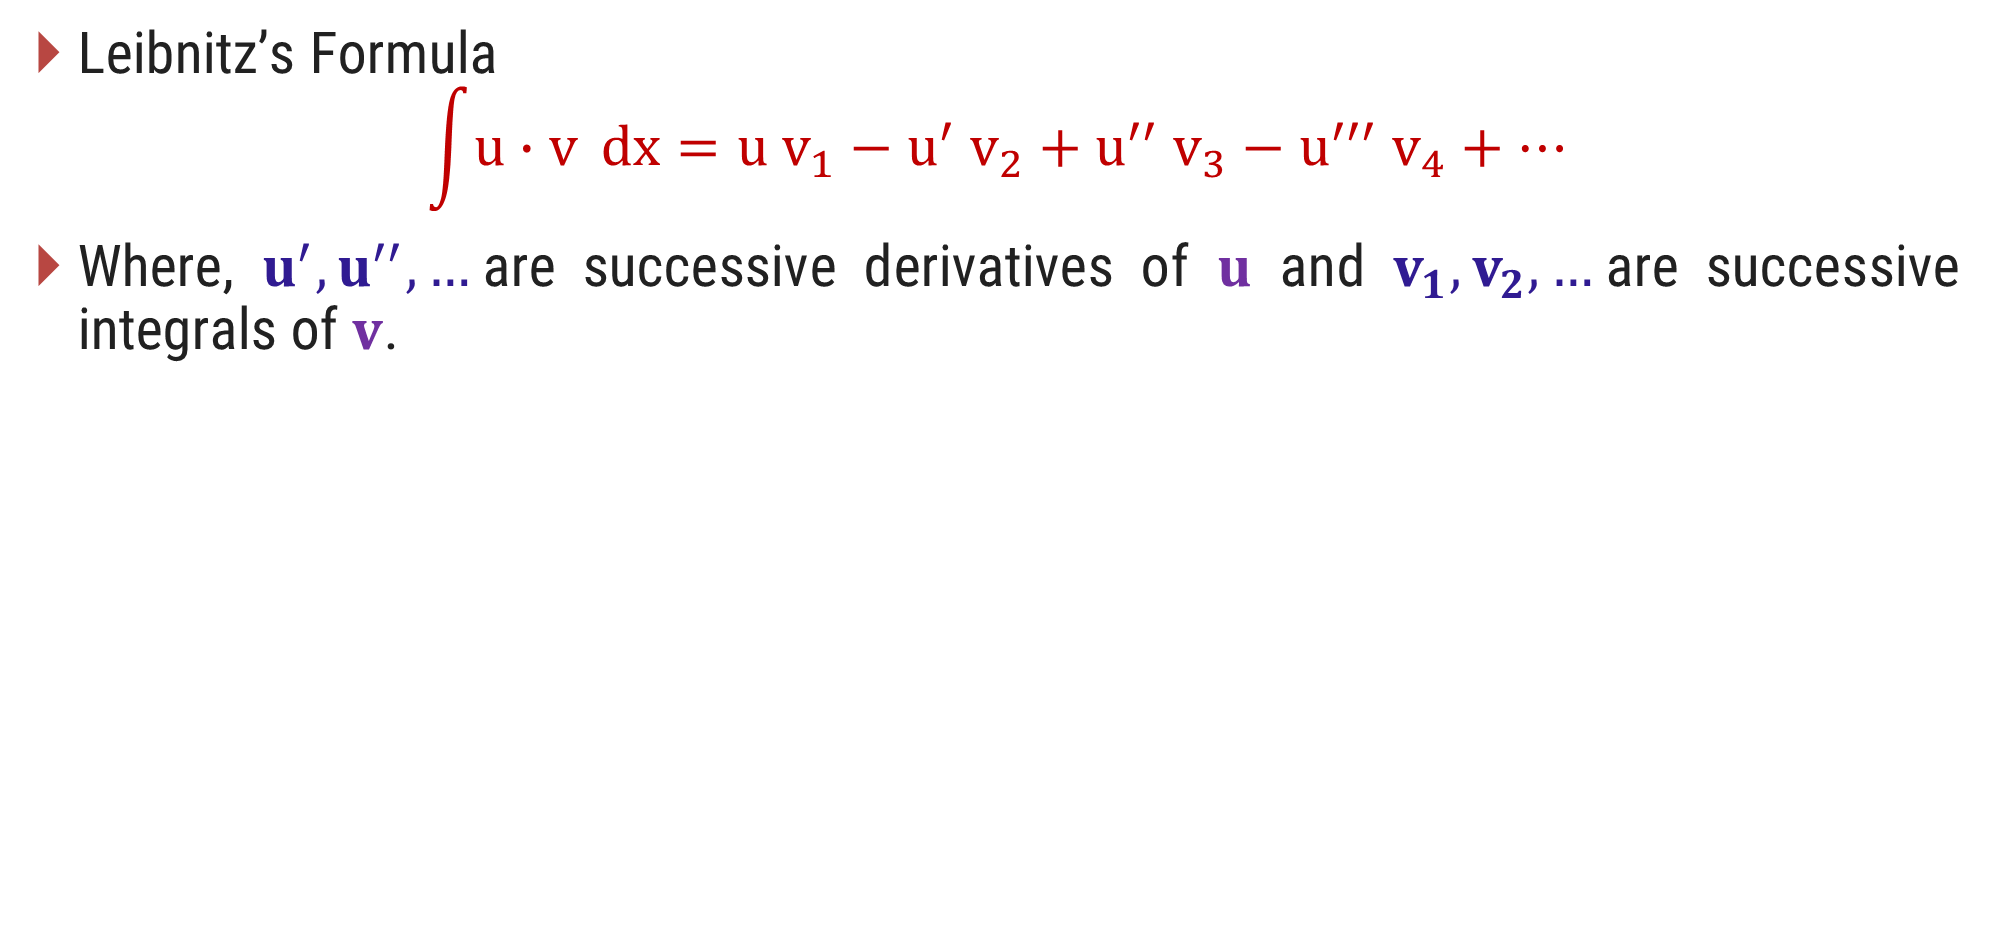 Leibnitz’s Formula
∫ u · v dx = u v₁ − u′ v₂ + u′′ v₃ − u′′′ v₄ + ⋯
Where, u′, u′′, … are successive derivatives of u and v₁, v₂, … are successive
integrals of v.